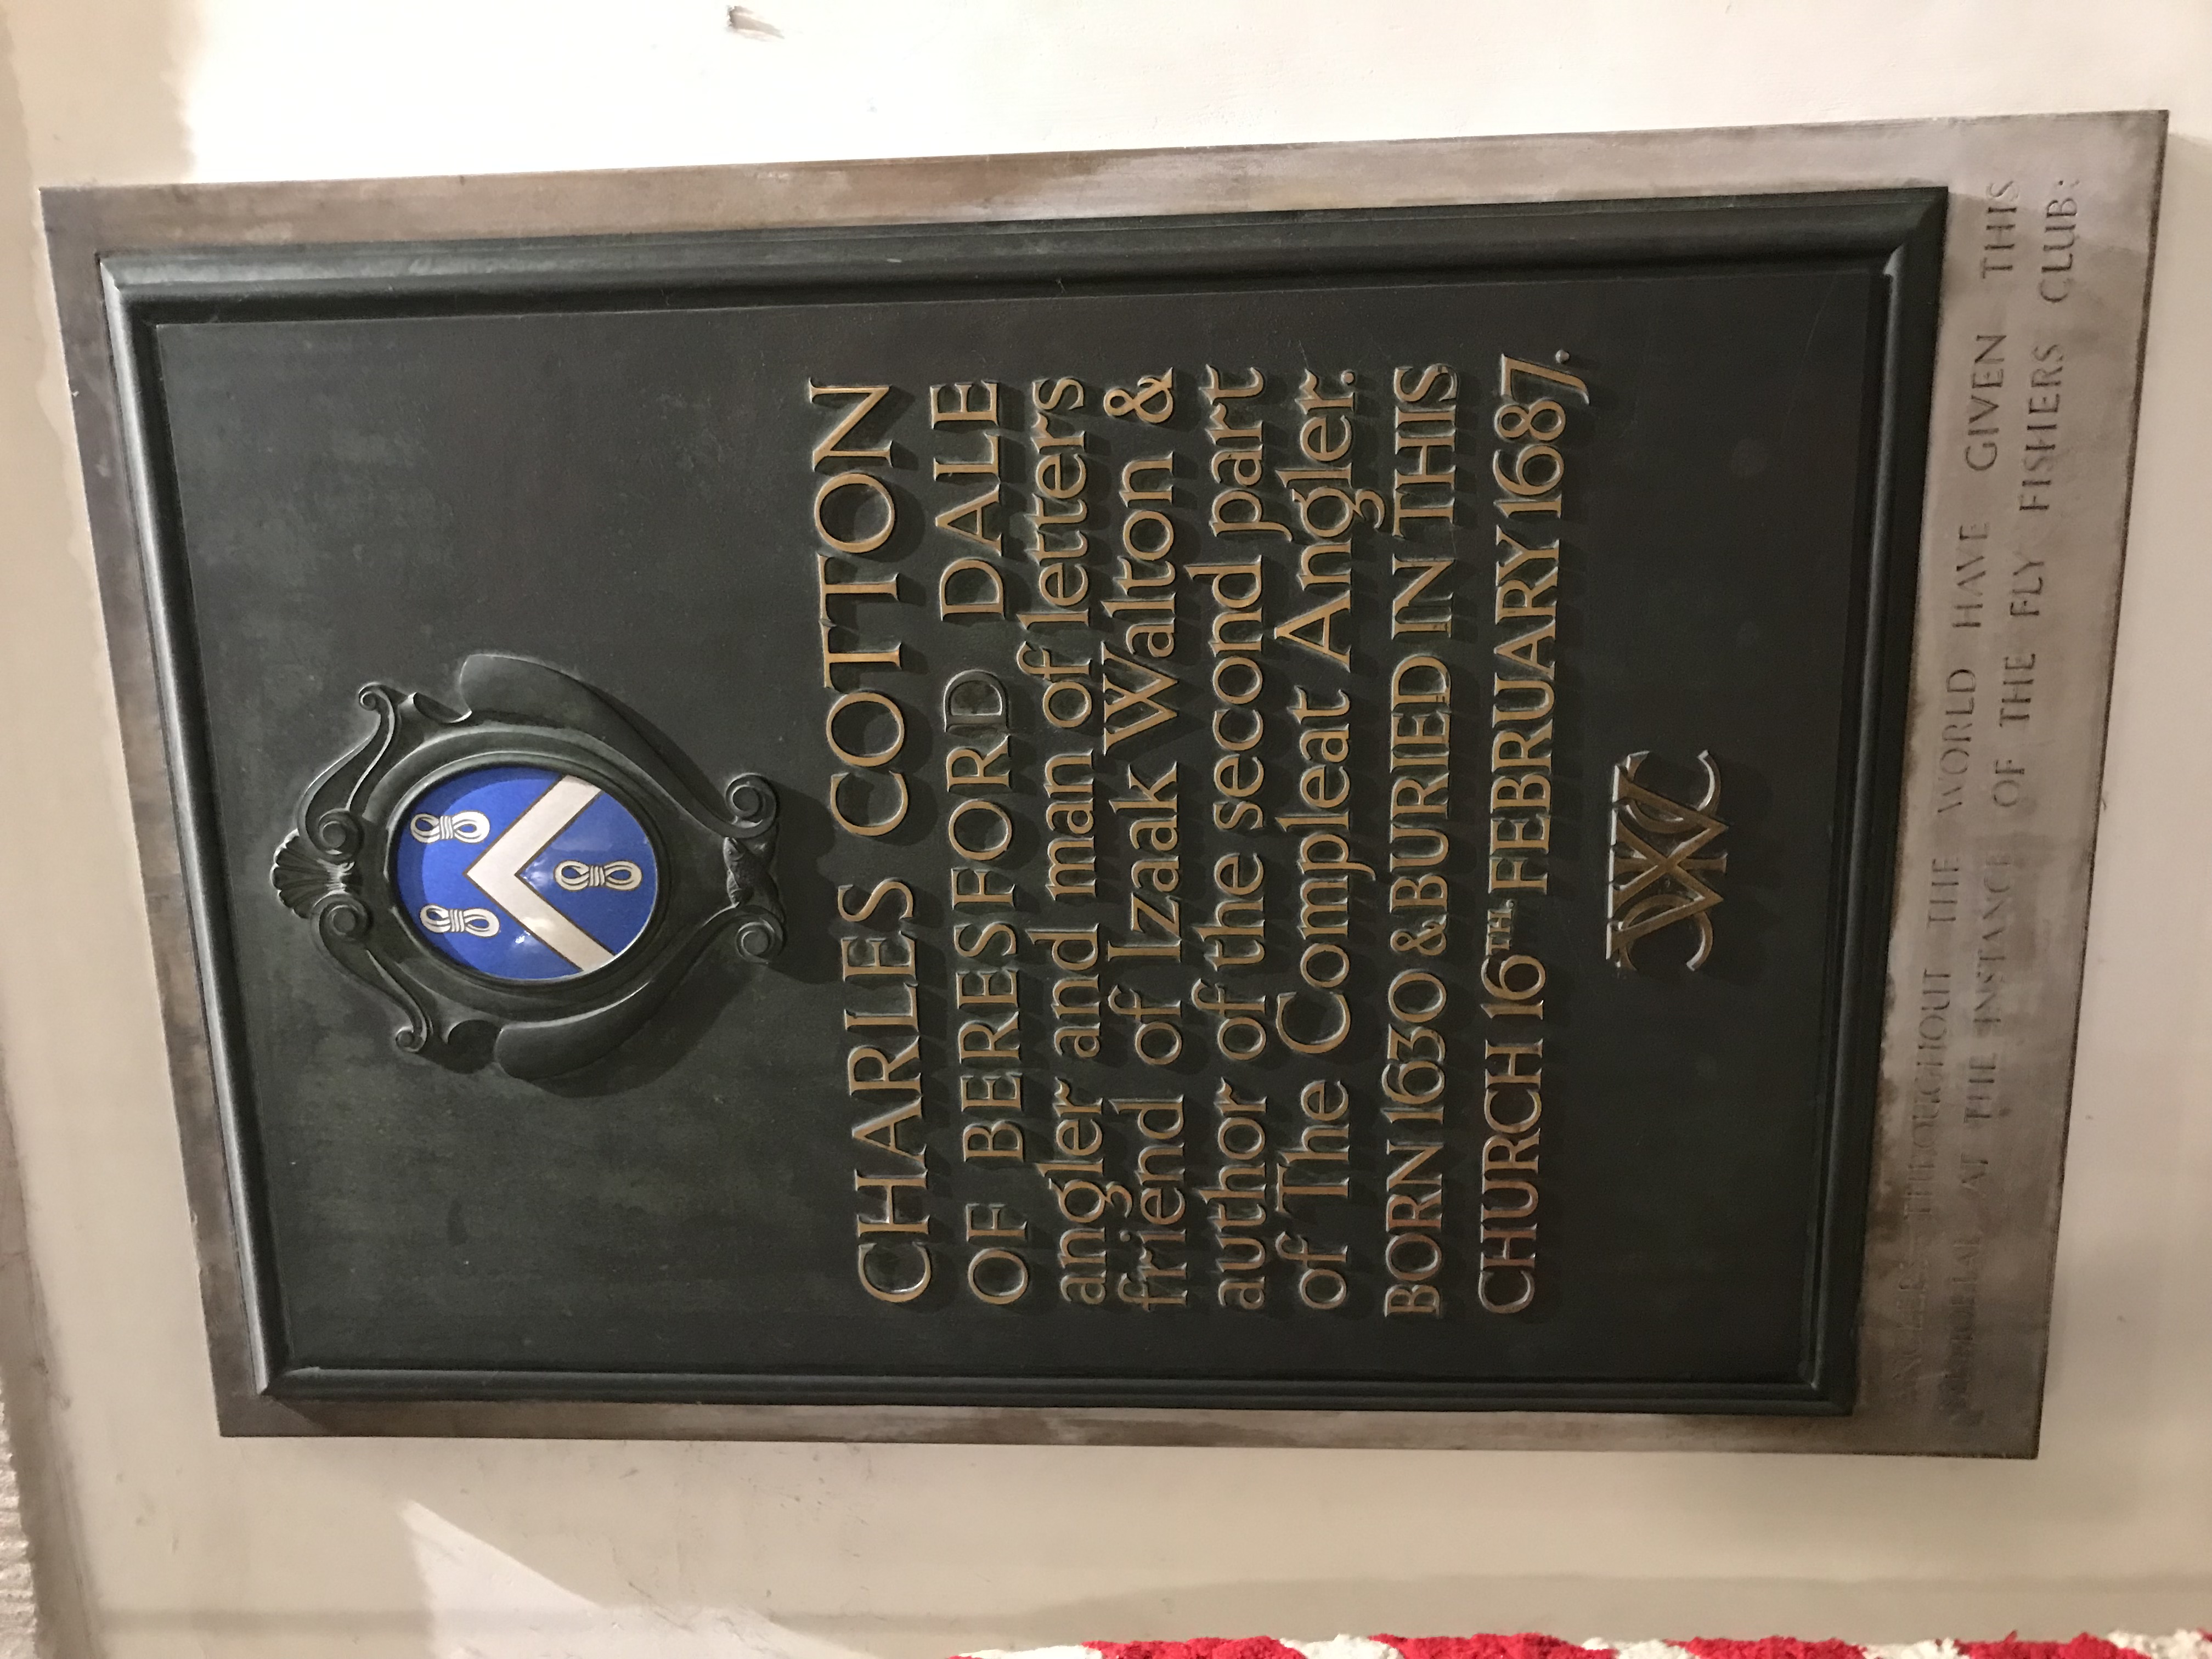 CHARLES COTTON
OF BERESFORD DALE
angler and man of letters
friend of Izaak Walton &
author of the second part
of The Compleat Angler.
BORN 1630 & BURIED IN THIS
CHURCH 16TH FEBRUARY 1687.
ANGLERS THROUGHOUT THE WORLD HAVE GIVEN THIS
MEMORIAL AT THE INSTANCE OF THE FLY FISHERS CLUB: